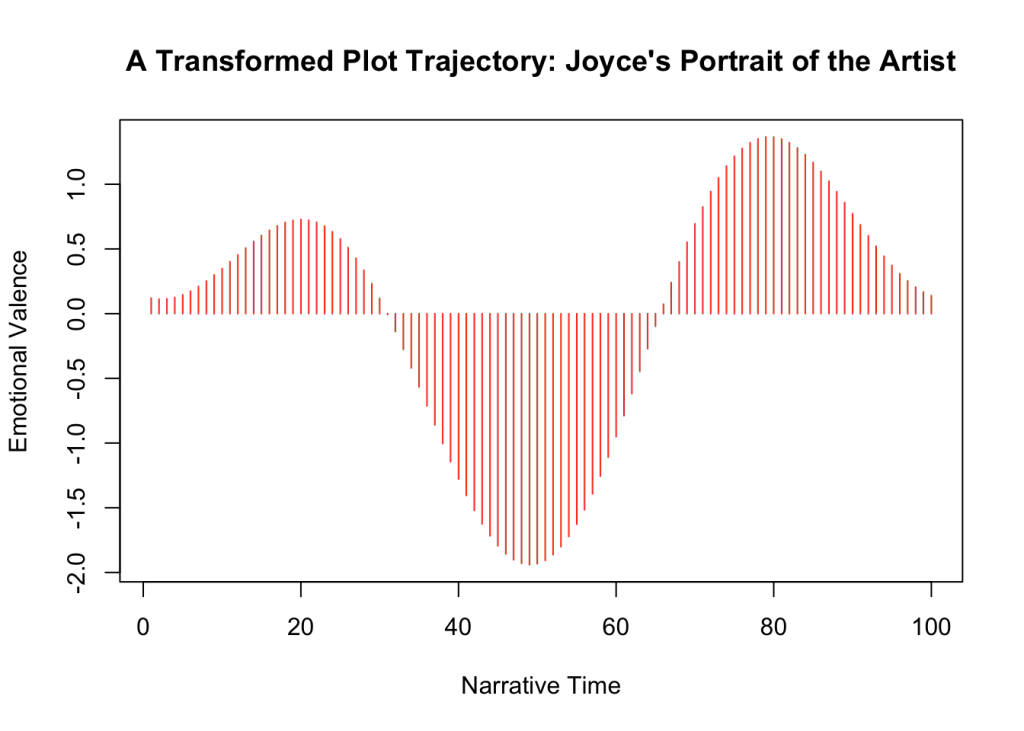 A Transformed Plot Trajectory: Joyce's Portrait of the Artist
Emotional Valence
1.0
0.5
0.0
-0.5
-1.0
-1.5
-2.0
0 20 40 60 80 100
Narrative Time